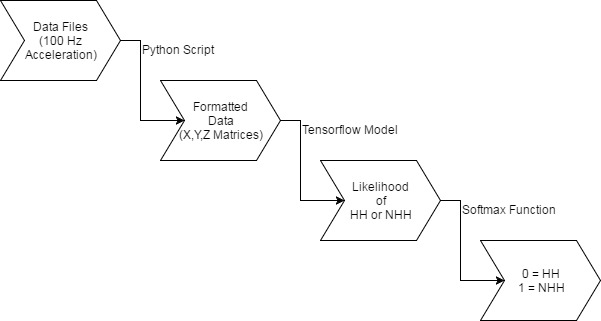 Data Files
(100 Hz
Acceleration)
Python Script
Formatted
Data
(X,Y,Z Matrices)
Tensorflow Model
Likelihood
of
HH or NHH
Softmax Function
0 = HH
1 = NHH